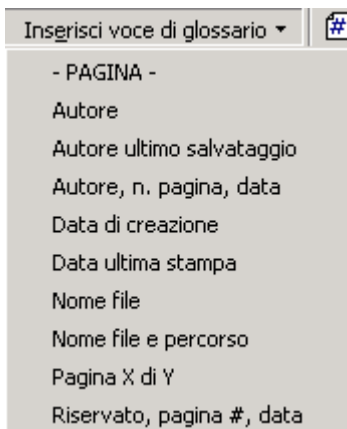 Inserisci voce di glossario
#
- PAGINA -
Autore
Autore ultimo salvataggio
Autore, n. pagina, data
Data di creazione
Data ultima stampa
Nome file
Nome file e percorso
Pagina X di Y
Riservato, pagina #, data